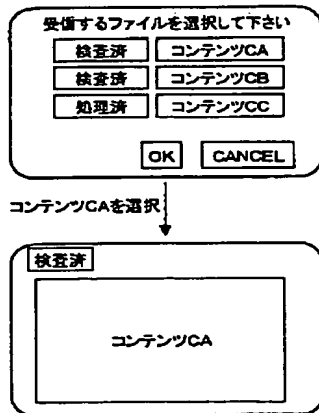 受信するファイルを選択して下さい
検査済 コンテンツCA
検査済 コンテンツCB
処理済 コンテンツCC
OK CANCEL
コンテンツCAを選択
検査済
コンテンツCA